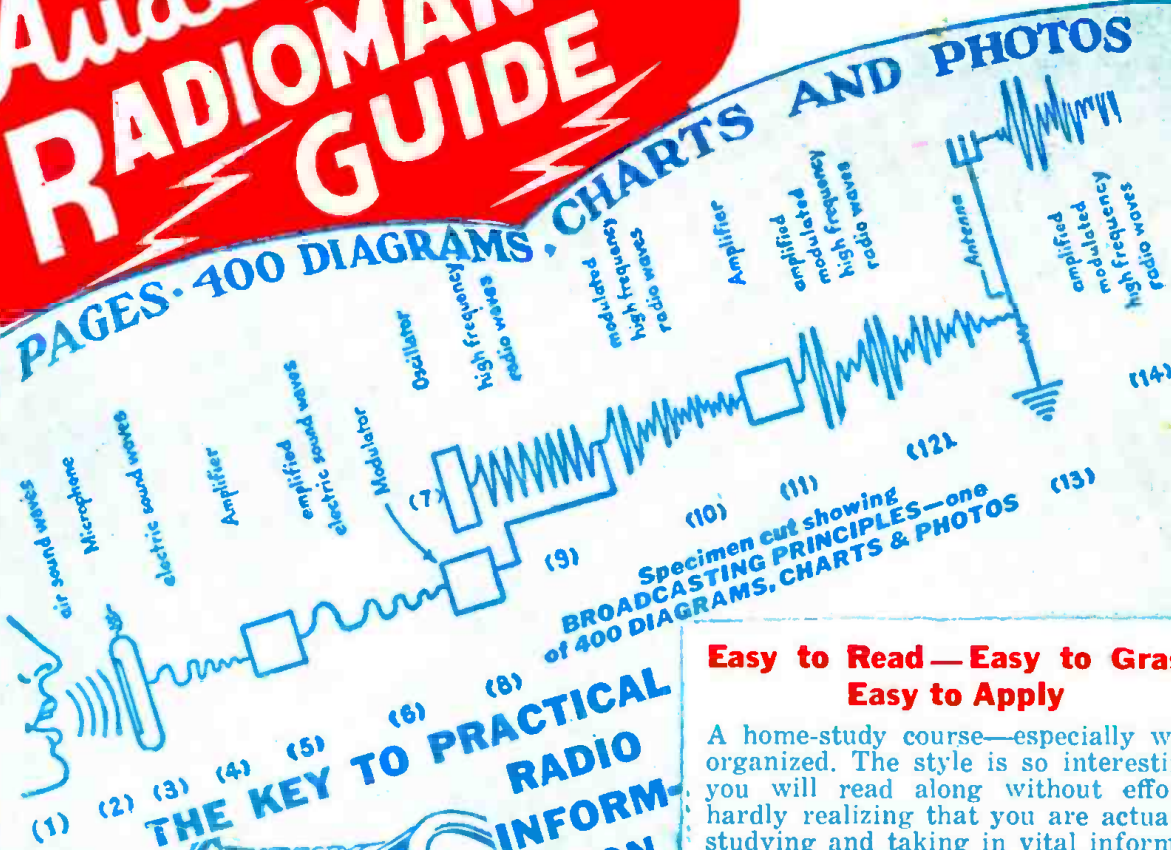 RADIOMAN
GUIDE
PAGES. 400 DIAGRAMS, CHARTS AND PHOTOS
air sound waves
Microphone
electric sound waves
Amplifier
amplified
electric sound waves
Modulator
Oscillator
high frequency
radio waves
modulated
high frequency
radio waves
Amplifier
amplified
modulated
high frequency
radio waves
Antenna
amplified
modulated
high frequency
radio waves
(1)
(2)
(3)
(4)
(5)
(6)
(7)
(8)
(9)
(10)
(11)
(12)
(13)
(14)
Specimen cut showing
BROADCASTING PRINCIPLES—one
of 400 DIAGRAMS, CHARTS & PHOTOS
THE KEY TO PRACTICAL
RADIO
INFORM-
ON
Easy to Read — Easy to Gras
Easy to Apply
A home-study course—especially w
organized. The style is so interesti
you will read along without effo
hardly realizing that you are actua
studying and taking in vital inform